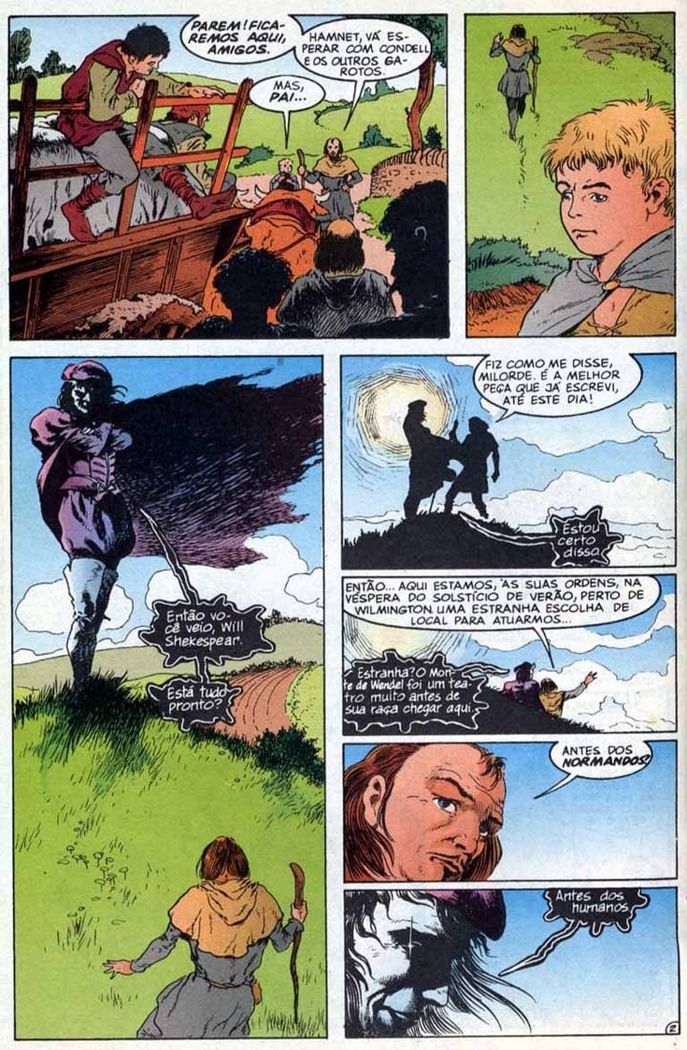 PAREM! FICA-
REMOS AQUI,
AMIGOS.
HAMNET, VÁ ES-
PERAR COM CONDELL
E OS OUTROS GA-
ROTOS.
MAS,
PAI...
Então vo-
cê veio, Will
Shekespear.
Está tudo
pronto?
FIZ COMO ME DISSE,
MILORDE. É A MELHOR
PEÇA QUE JÁ ESCREVI,
ATÉ ESTE DIA!
Estou
certo
disso.
ENTÃO... AQUI ESTAMOS, ÀS SUAS ORDENS, NA
VÉSPERA DO SOLSTÍCIO DE VERÃO, PERTO DE
WILMINGTON. UMA ESTRANHA ESCOLHA DE
LOCAL PARA ATUARMOS...
Estranha? O Mon-
te de Wendel foi um tea-
tro muito antes de
sua raça chegar aqui.
ANTES DOS
NORMANDOS?
Antes dos
humanos.
2